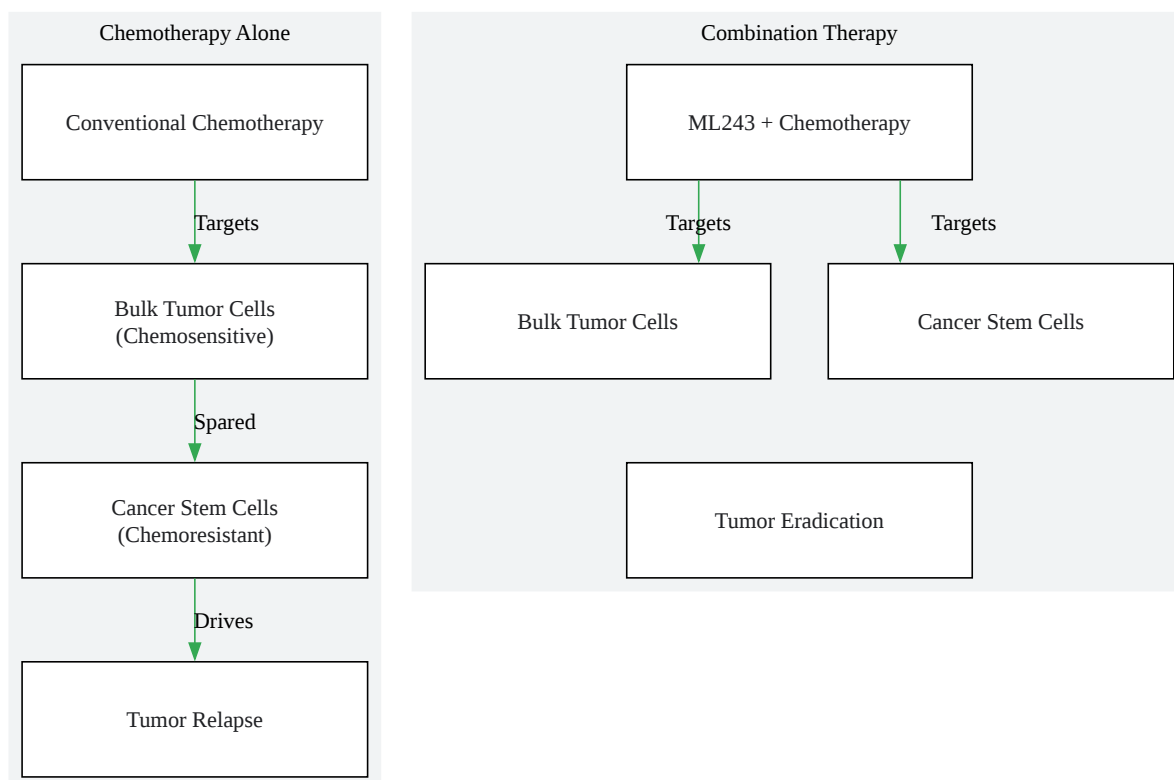 Chemotherapy Alone
Conventional Chemotherapy
Targets
Bulk Tumor Cells
(Chemosensitive)
Spared
Cancer Stem Cells
(Chemoresistant)
Drives
Tumor Relapse
Combination Therapy
ML243 + Chemotherapy
Targets
Targets
Bulk Tumor Cells
Cancer Stem Cells
Tumor Eradication